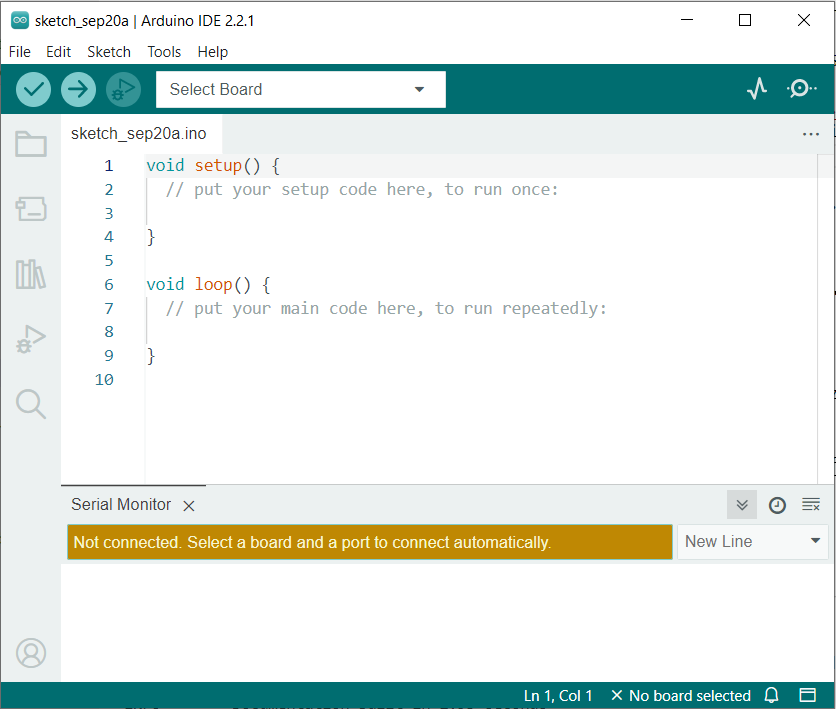 sketch_sep20a | Arduino IDE 2.2.1
File Edit Sketch Tools Help
Select Board
sketch_sep20a.ino
1 void setup() {
2 // put your setup code here, to run once:
3
4 }
5
6 void loop() {
7 // put your main code here, to run repeatedly:
8
9 }
10
Serial Monitor
Not connected. Select a board and a port to connect automatically.
New Line
Ln 1, Col 1 No board selected